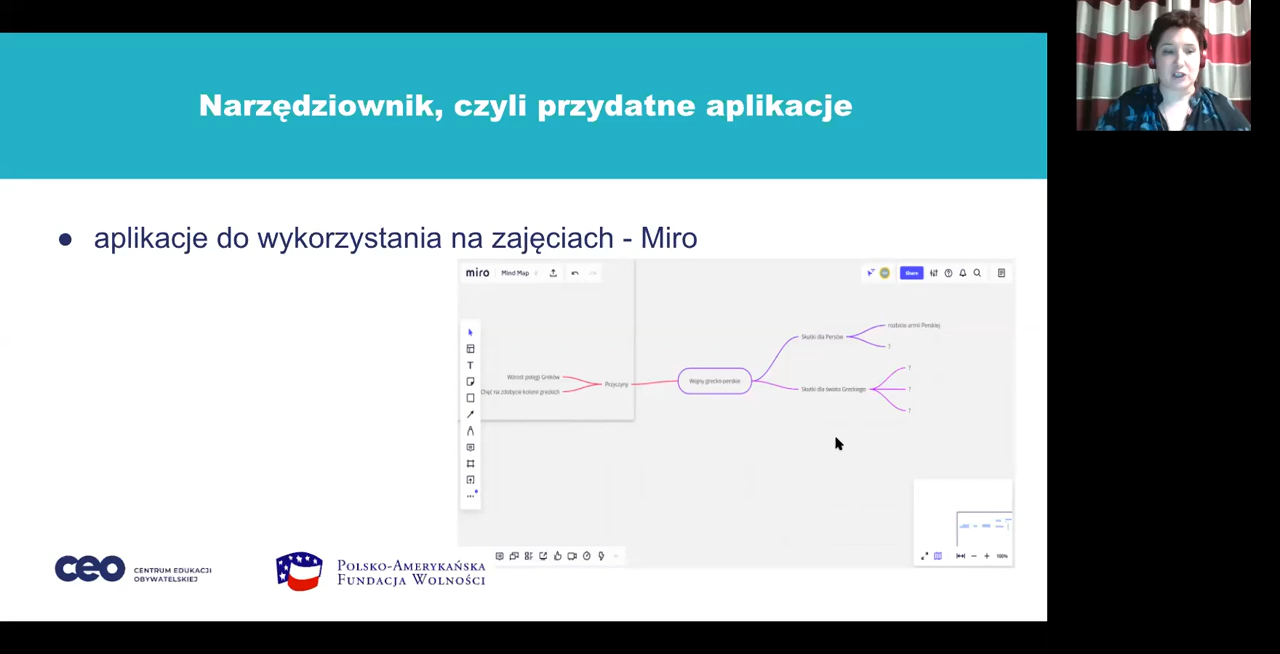 Narzędziownik, czyli przydatne aplikacje
● aplikacje do wykorzystania na zajęciach - Miro
miro Mind Map Share
rozbicie armii Perskiej
Skutki dla Persów
?
?
Wzrost potęgi Greków
Przyczyny
Wojny grecko-perskie
Skutki dla świata Greckiego
?
Chęć na zdobycie kolonii greckich
?
100%
ceo CENTRUM EDUKACJI
OBYWATELSKIEJ
POLSKO-AMERYKAŃSKA
FUNDACJA WOLNOŚCI